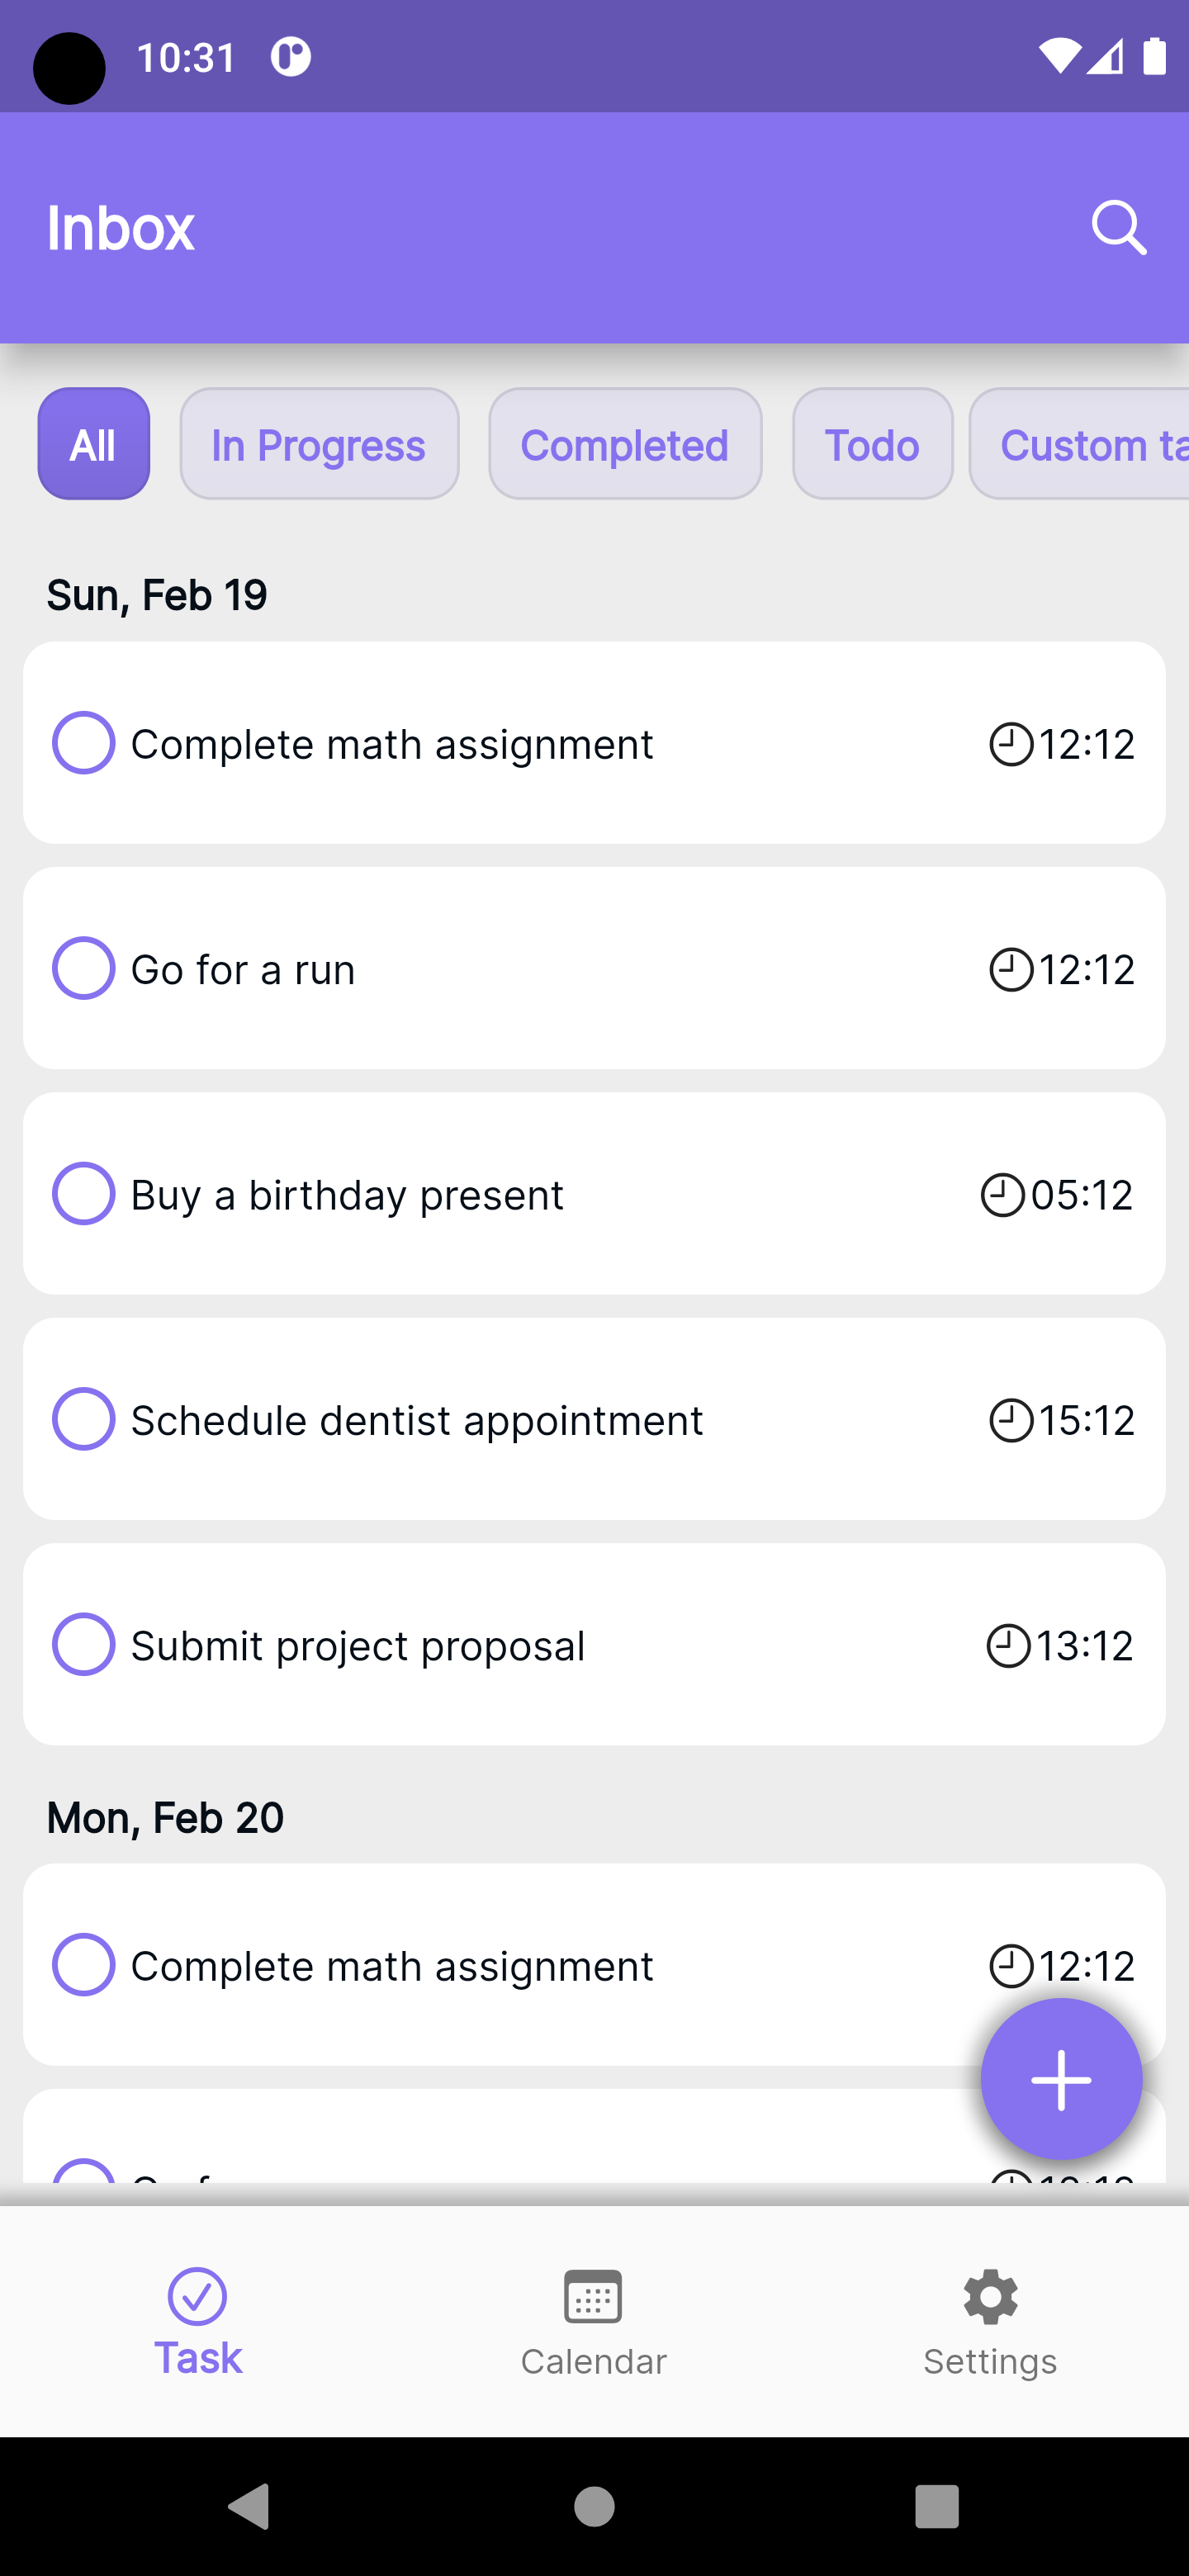 10:31
Inbox
All In Progress Completed Todo Custom ta
Sun, Feb 19
Complete math assignment 12:12
Go for a run 12:12
Buy a birthday present 05:12
Schedule dentist appointment 15:12
Submit project proposal 13:12
Mon, Feb 20
Complete math assignment 12:12
Task Calendar Settings